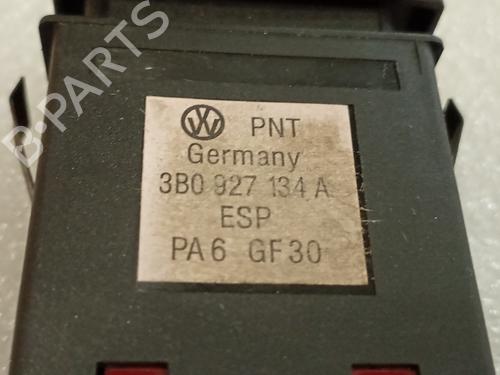 B-PARTS
VW PNT
Germany
3B0 927 134 A
ESP
PA6 GF30